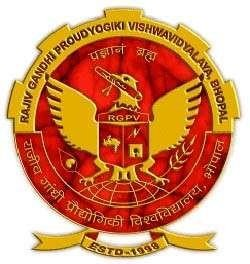 RAJIV GANDHI PROUDYOGIKI VISHWAVIDYALAYA, BHOPAL
प्रज्ञानं ब्रह्म
RGPV
राजीव गांधी प्रौद्योगिकी विश्वविद्यालय, भोपाल
ESTD-1998